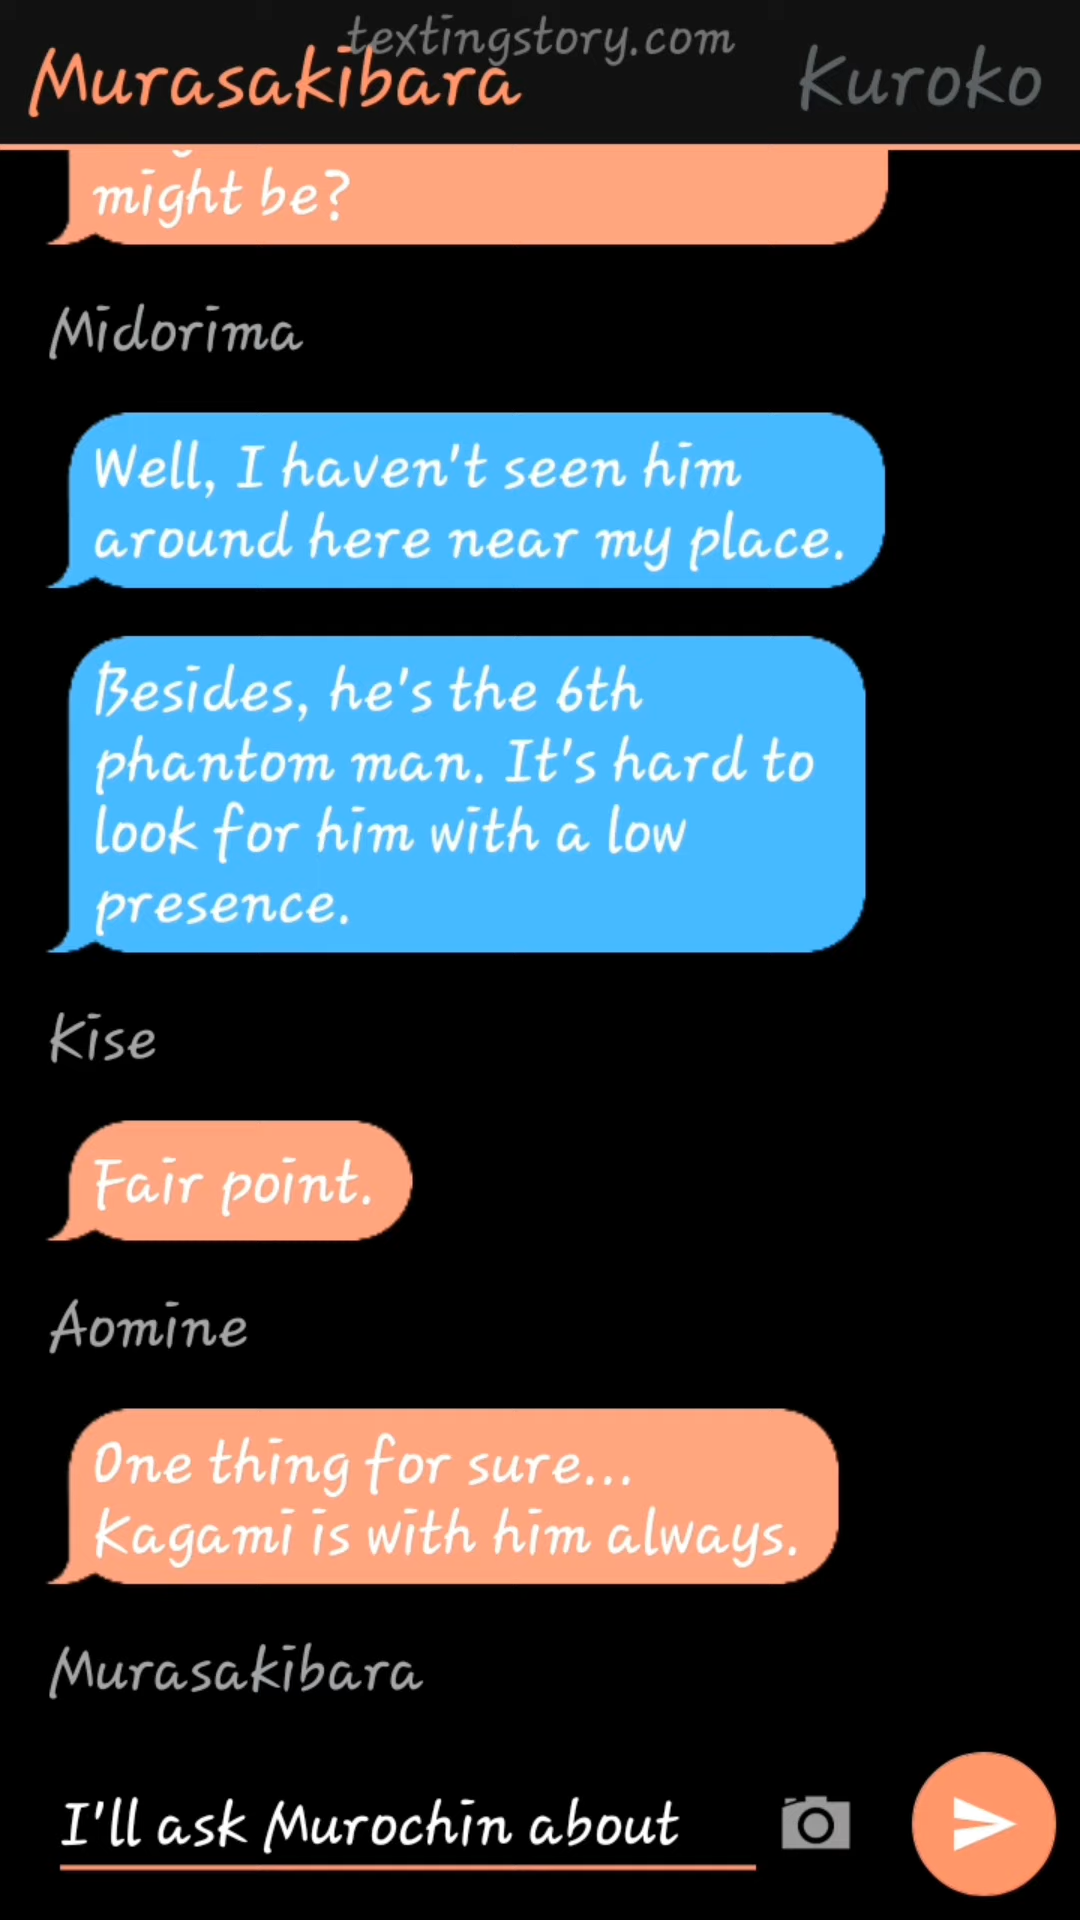 textingstory.com
Murasakibara
Kuroko
might be?
Midorima
Well, I haven't seen him
around here near my place.
Besides, he's the 6th
phantom man. It's hard to
look for him with a low
presence.
Kise
Fair point.
Aomine
One thing for sure...
Kagami is with him always.
Murasakibara
I'll ask Murochin about